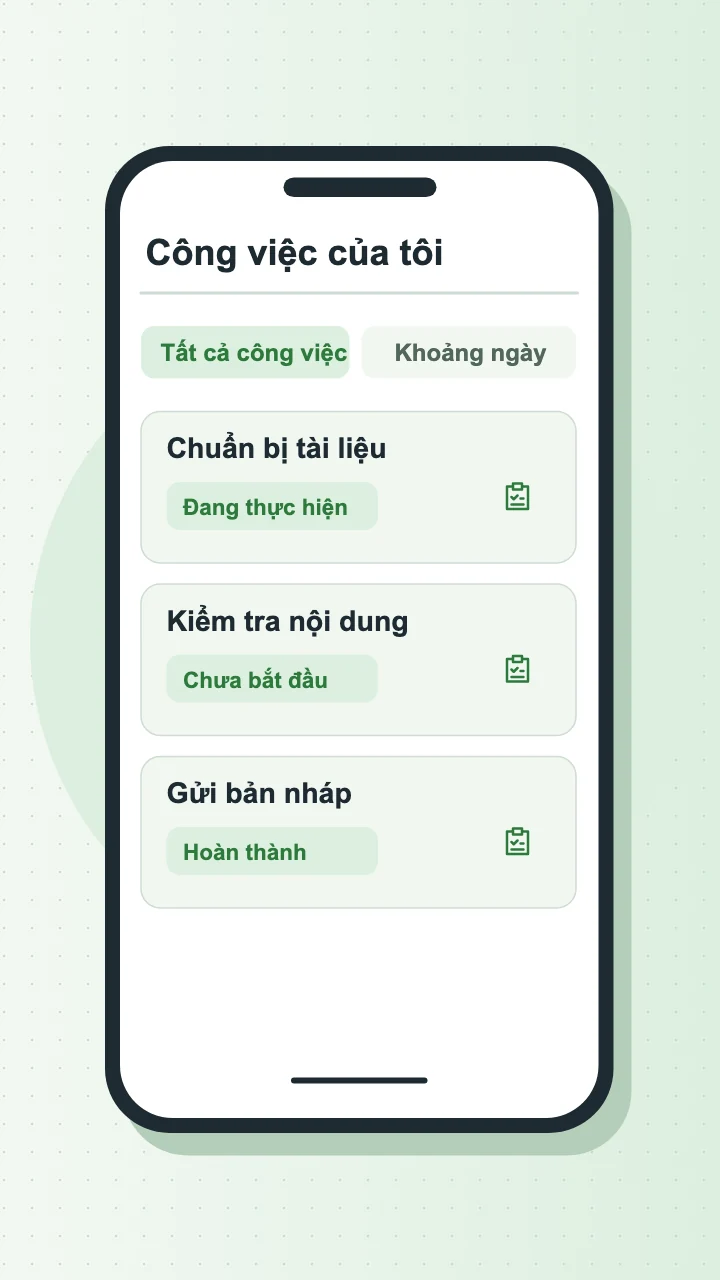 Công việc của tôi
Tất cả công việc
Khoảng ngày
Chuẩn bị tài liệu
Đang thực hiện
Kiểm tra nội dung
Chưa bắt đầu
Gửi bản nháp
Hoàn thành